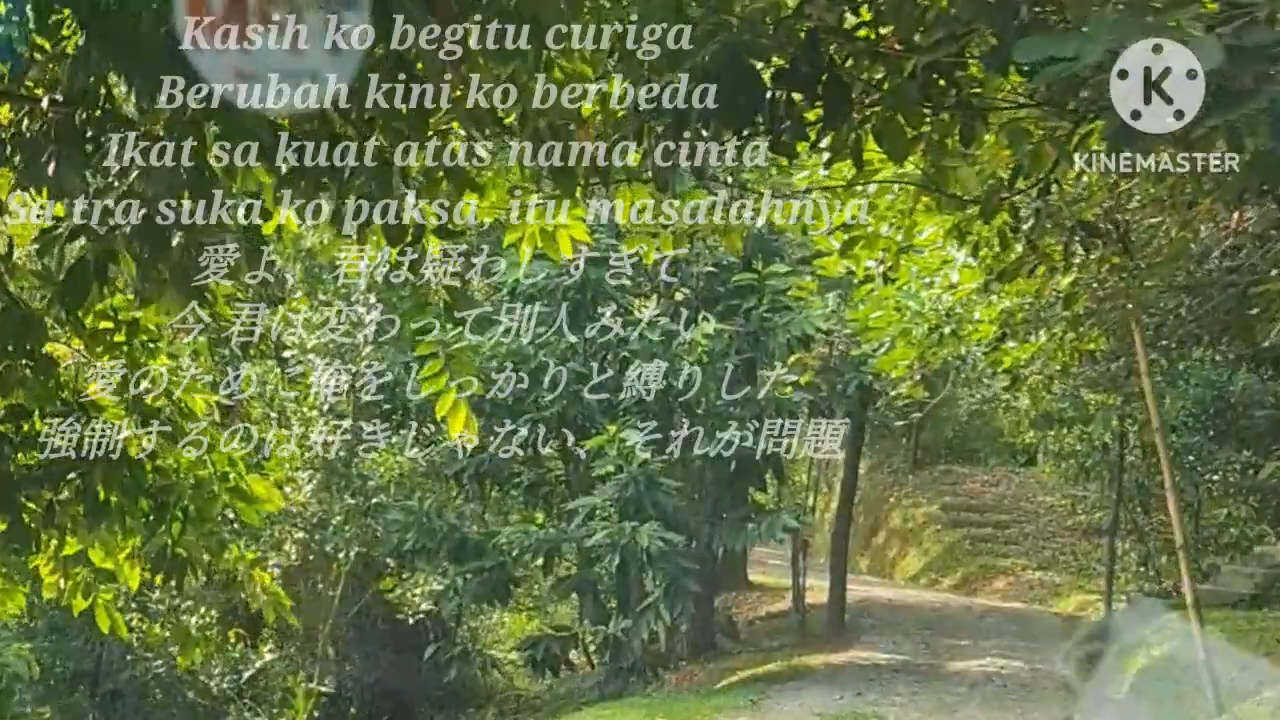 Kasih ko begitu curiga
Berubah kini ko berbeda
Ikat sa kuat atas nama cinta
Sa tra suka ko paksa, itu masalahnya
愛よ、君は疑わしすぎて
今君は変わって別人みたい
愛のために俺をしっかりと縛りした
強制するのは好きじゃない、それが問題
KINEMASTER